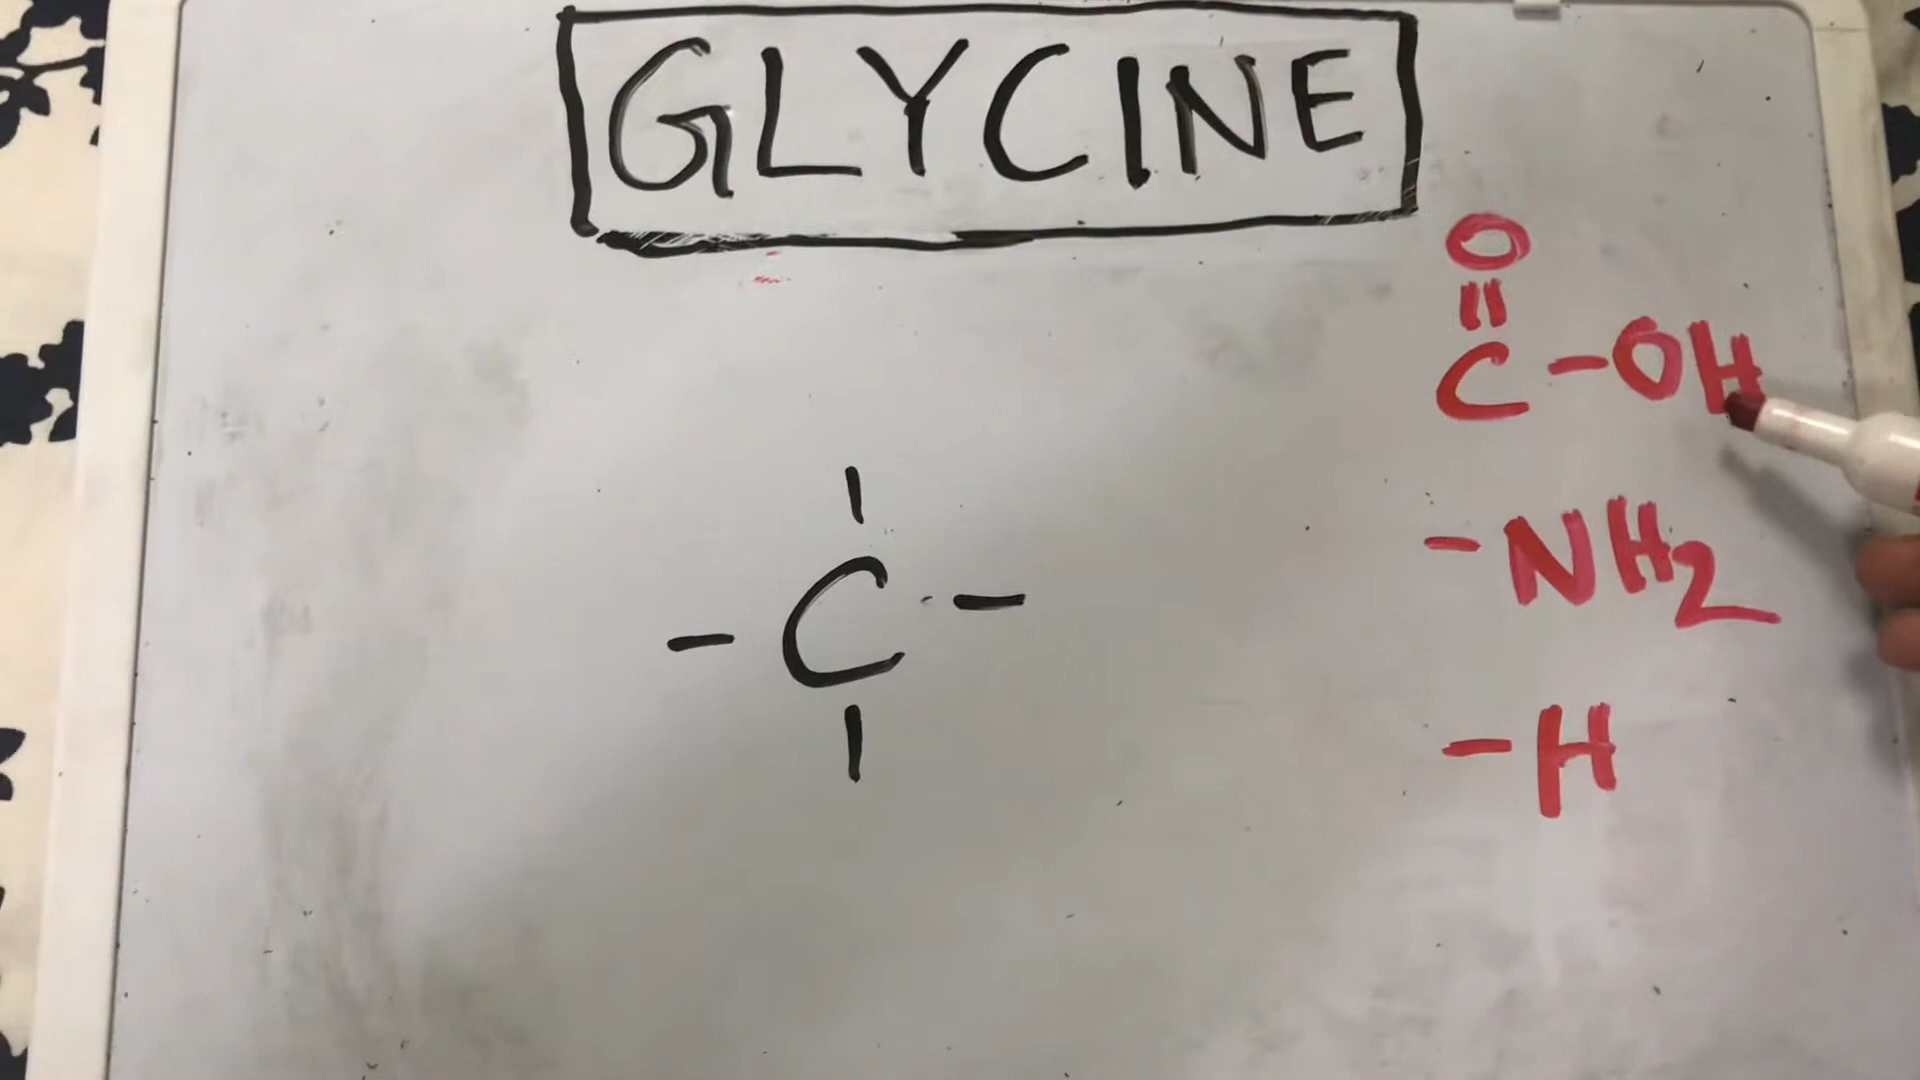 GLYCINE
O
C-OH
-NH2
-C-
-H